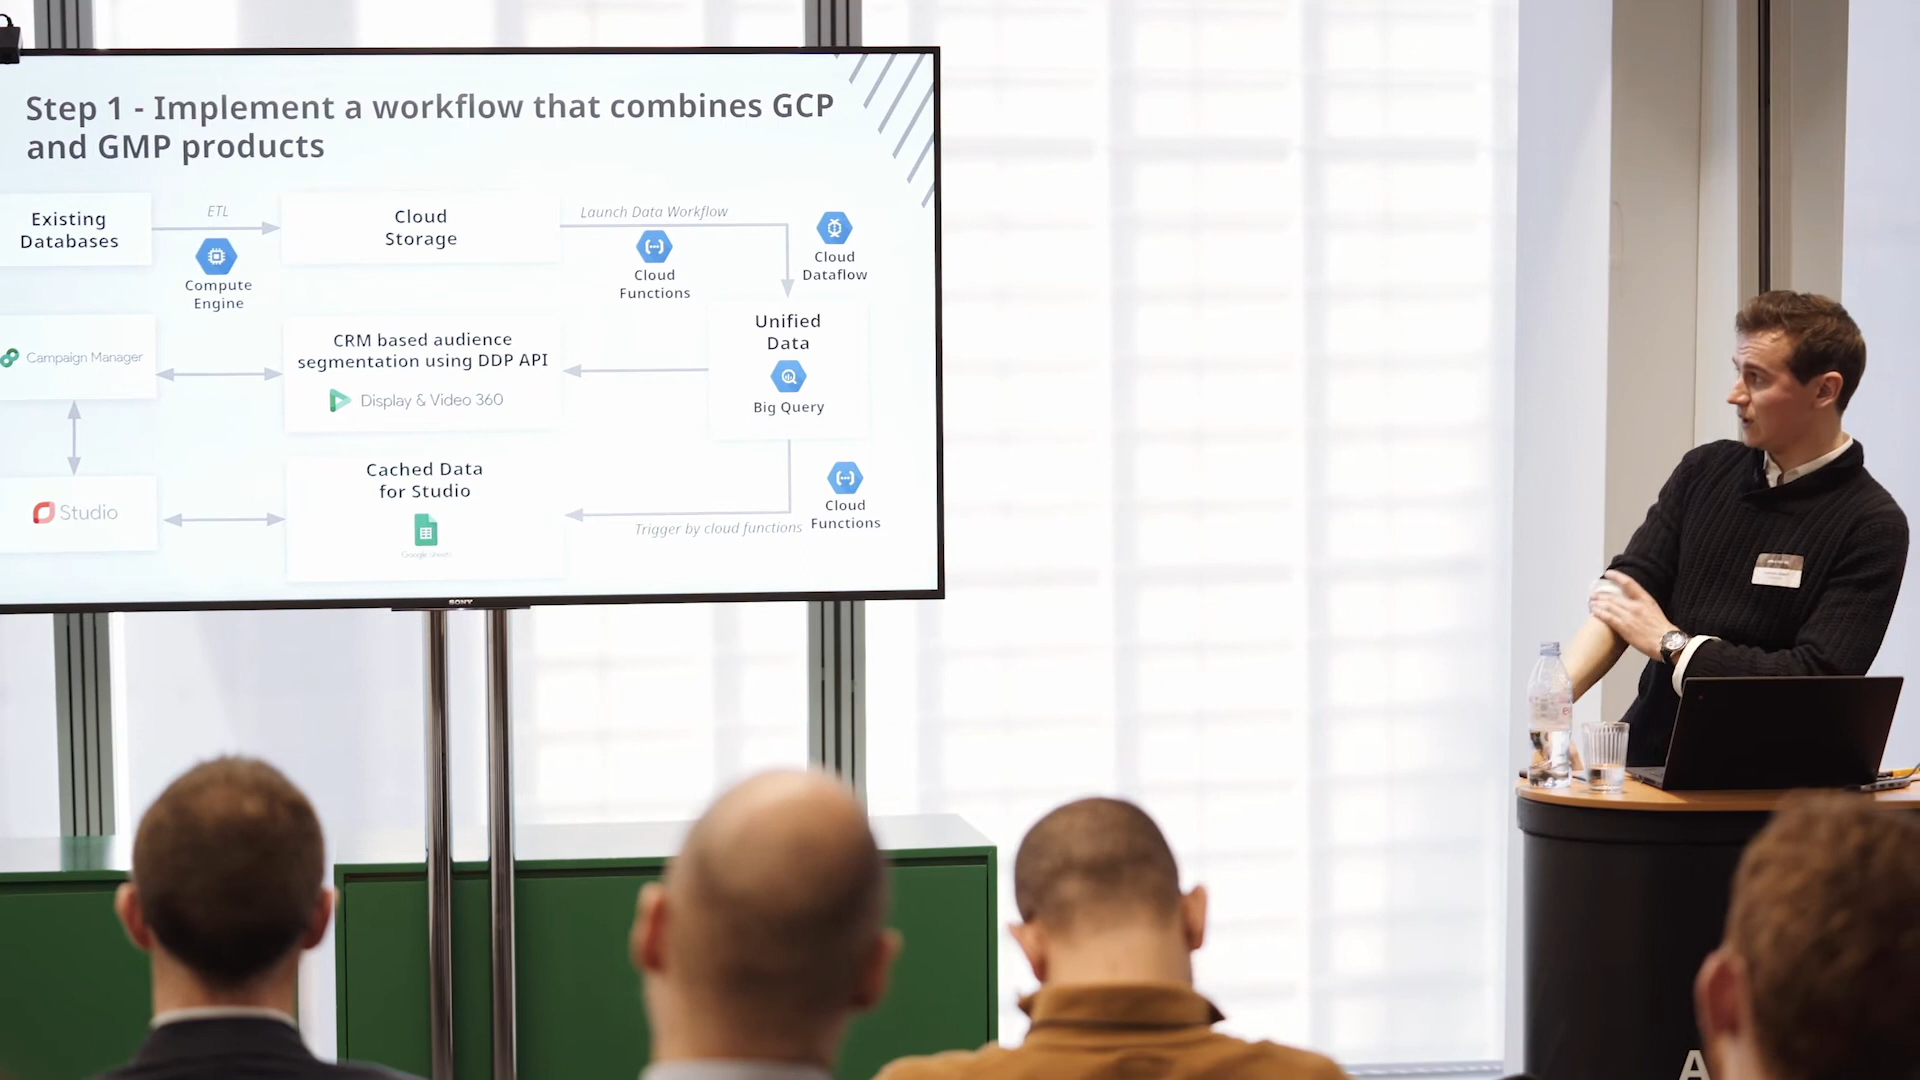 Step 1 - Implement a workflow that combines GCP
and GMP products
Existing
Databases
ETL
Compute
Engine
Cloud
Storage
Launch Data Workflow
Cloud
Functions
Cloud
Dataflow
Unified
Data
Big Query
CRM based audience
segmentation using DDP API
Display & Video 360
Campaign Manager
Cached Data
for Studio
Google Sheets
Studio
Trigger by cloud functions
Cloud
Functions
SONY
A